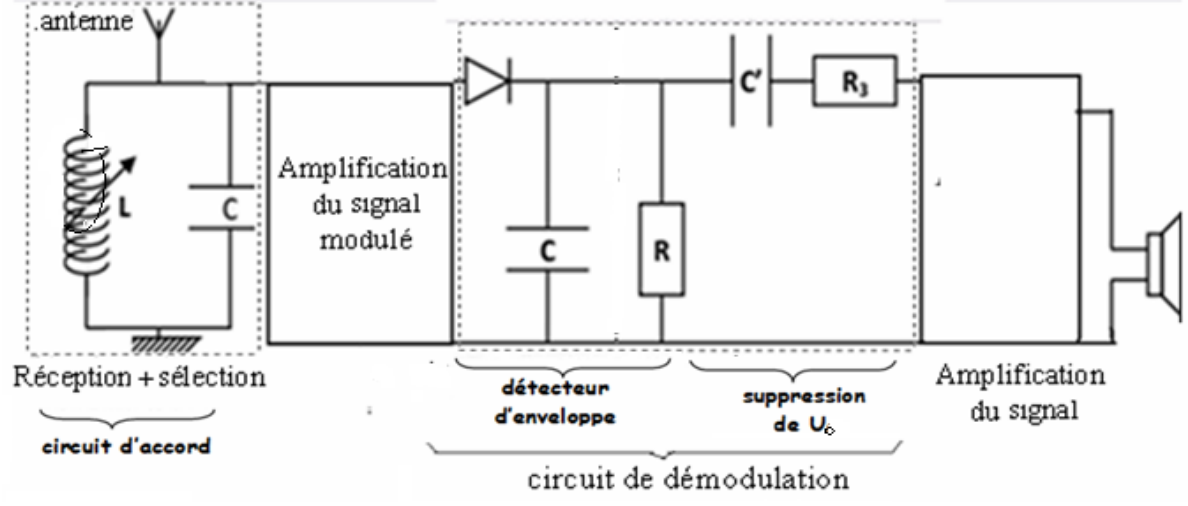 .antenne
L
C
Amplification
du signal
modulé
C
R
C'
R₃
Réception + sélection
circuit d'accord
détecteur
d'enveloppe
suppression
de U₀
circuit de démodulation
Amplification
du signal